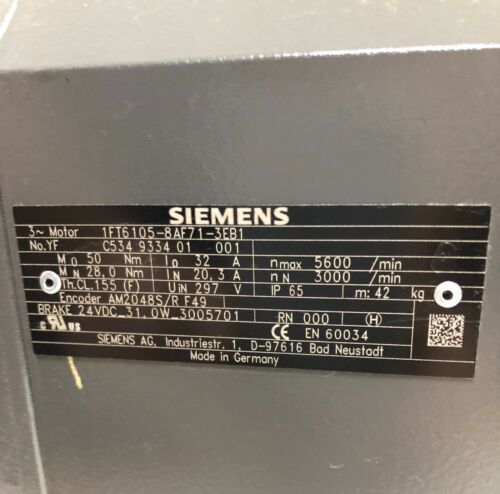 SIEMENS
3~ Motor 1FT6105-8AF71-3EB1
No.YF C534 9334 01 001
M0 50 Nm I0 32 A nmax 5600 /min
MN 28,0 Nm IN 20,3 A nN 3000 /min
Th.CL.155 (F) UiN 297 V IP 65 m: 42 kg
Encoder AM2048S/R F49
BRAKE 24VDC 31,0W 3005701 RN 000 (H)
c RU us CE EN 60034
SIEMENS AG, Industriestr. 1, D-97616 Bad Neustadt
Made in Germany